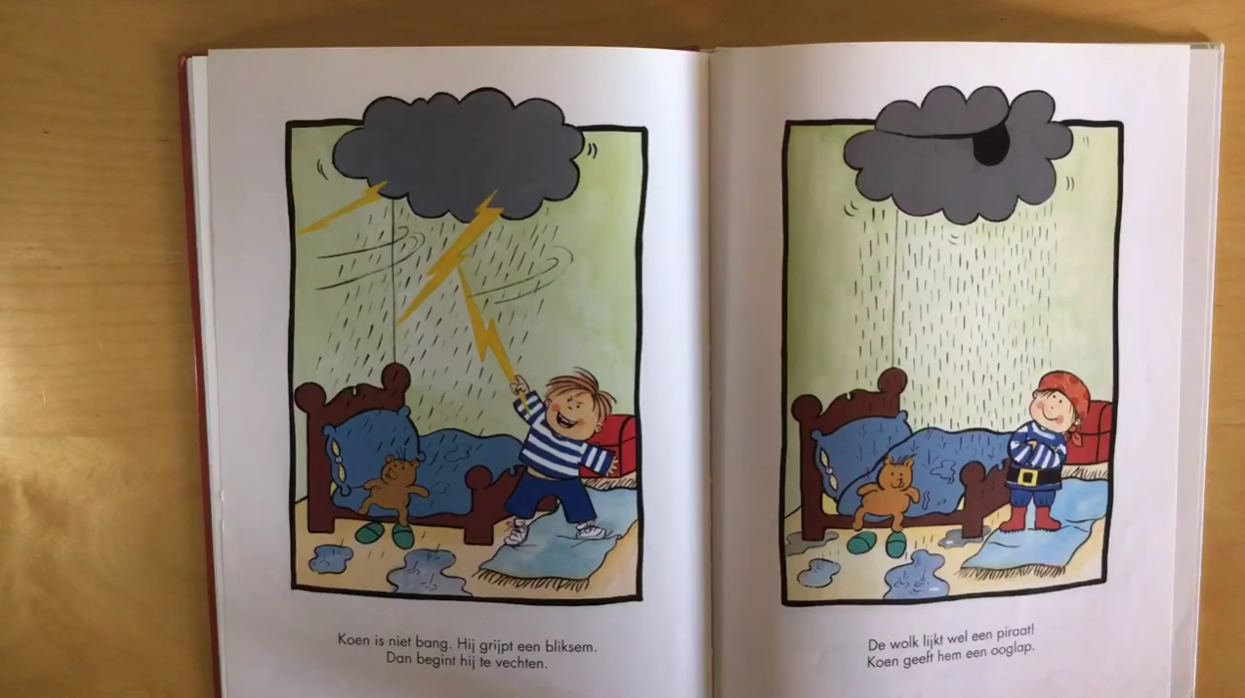 Koen is niet bang. Hij grijpt een bliksem.
Dan begint hij te vechten.
De wolk lijkt wel een piraat!
Koen geeft hem een ooglap.